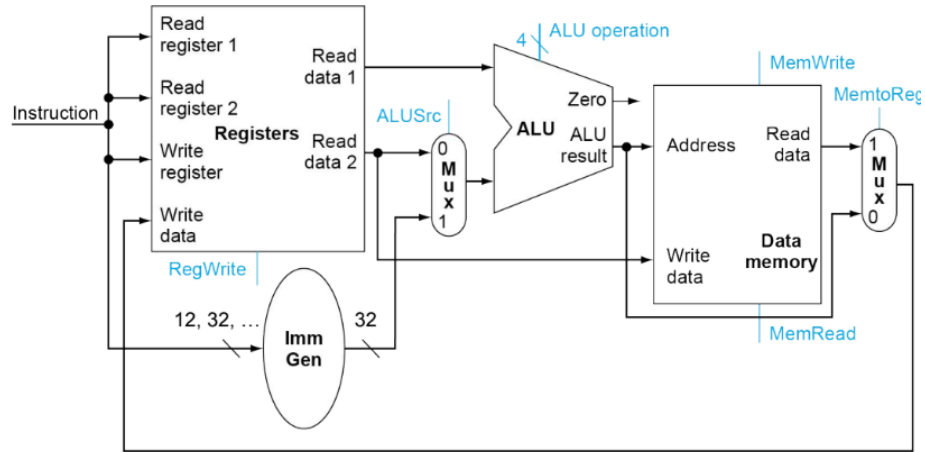 Instruction
Read
register 1
Read
register 2
Write
register
Write
data
Registers
Read
data 1
Read
data 2
RegWrite
12, 32, …
Imm
Gen
32
ALUSrc
0
M
u
x
1
4
ALU operation
ALU
Zero
ALU
result
MemWrite
Address
Read
data
Write
data
Data
memory
MemRead
MemtoReg
1
M
u
x
0